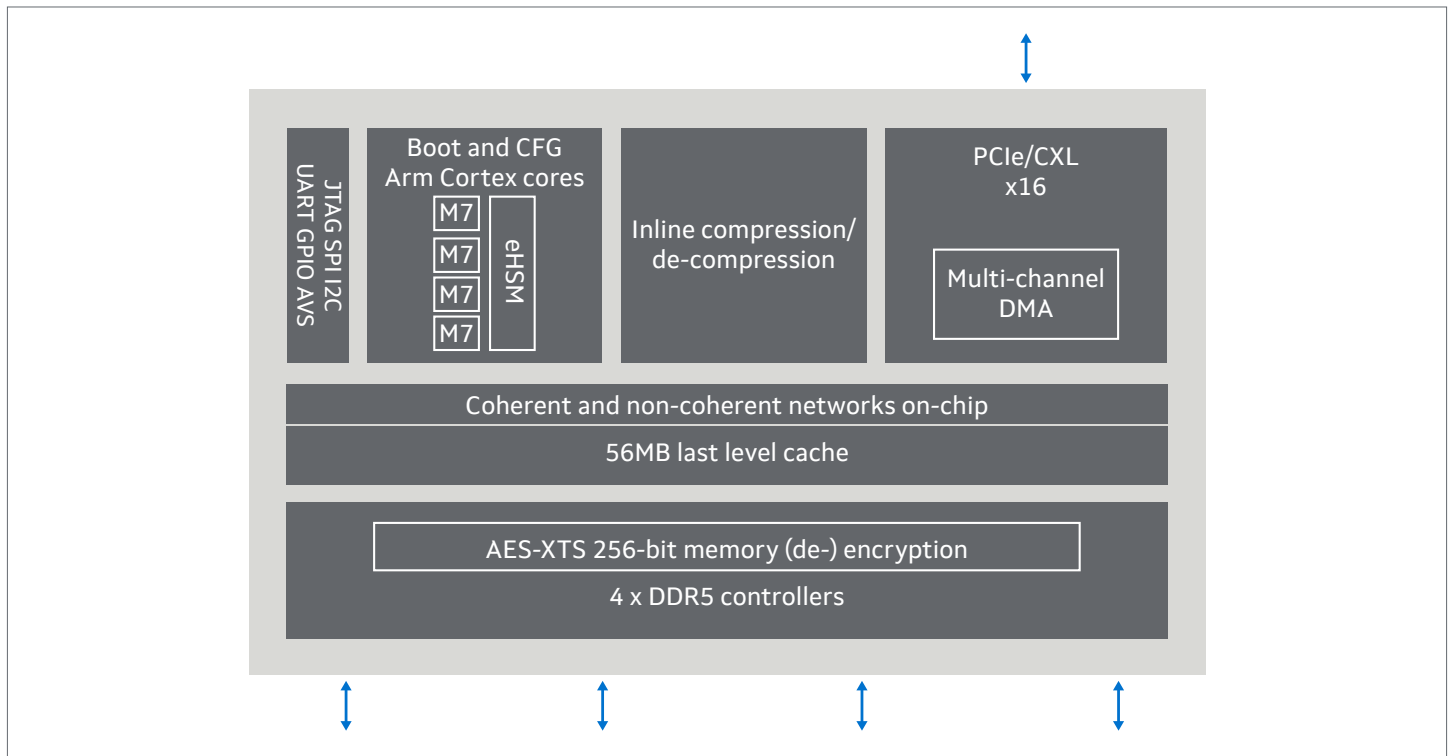 JTAG SPI I2C
UART GPIO AVS
Boot and CFG
Arm Cortex cores
M7
M7
M7
M7
eHSM
Inline compression/
de-compression
PCIe/CXL
x16
Multi-channel
DMA
Coherent and non-coherent networks on-chip
56MB last level cache
AES-XTS 256-bit memory (de-) encryption
4 x DDR5 controllers